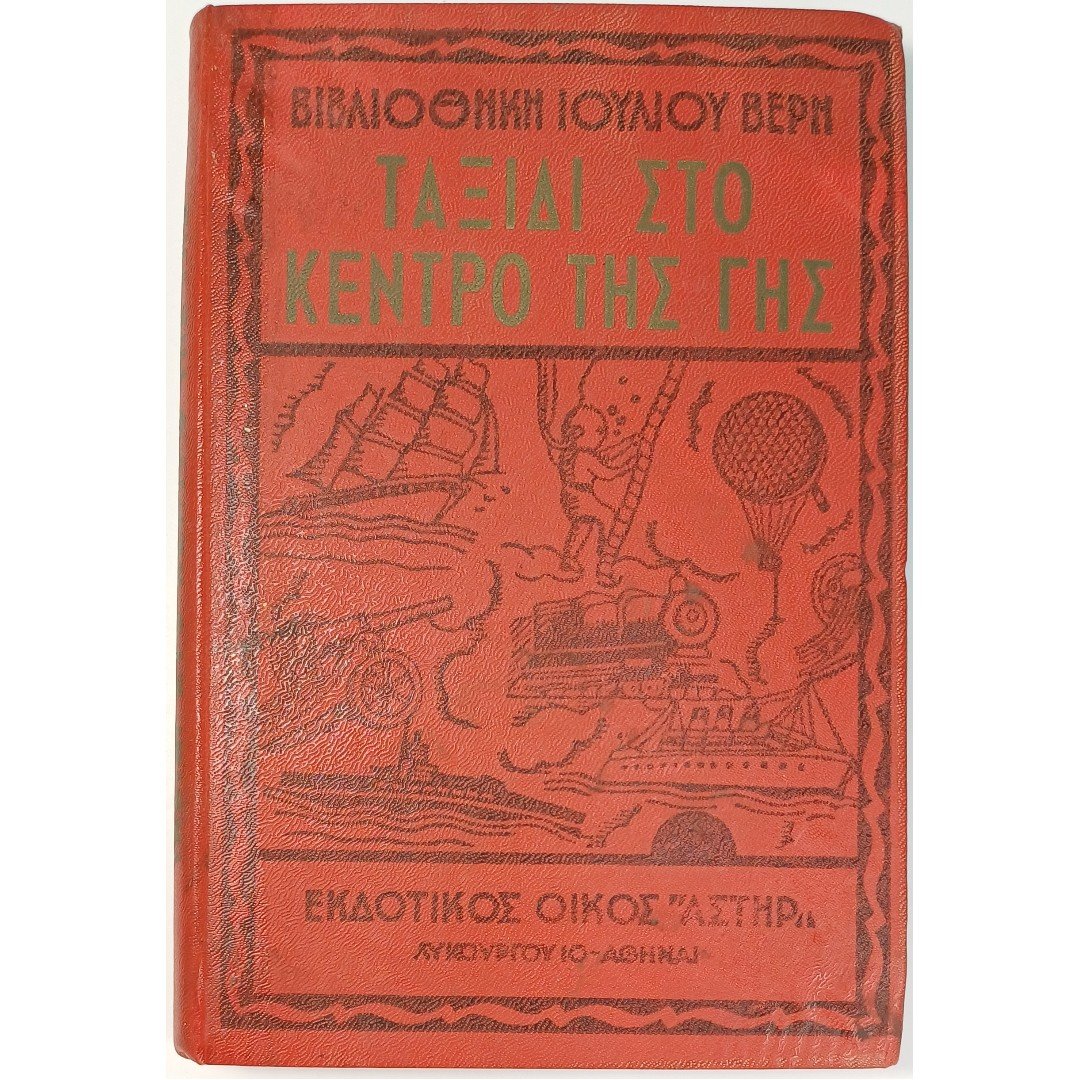 ΒΙΒΛΙΟΘΗΚΗ ΙΟΥΛΙΟΥ ΒΕΡΝ
ΤΑΞΙΔΙ ΣΤΟ
ΚΕΝΤΡΟ ΤΗΣ ΓΗΣ
ΕΚΔΟΤΙΚΟΣ ΟΙΚΟΣ "ΑΣΤΗΡ"
ΛΥΚΟΥΡΓΟΥ 10-ΑΘΗΝΑΙ